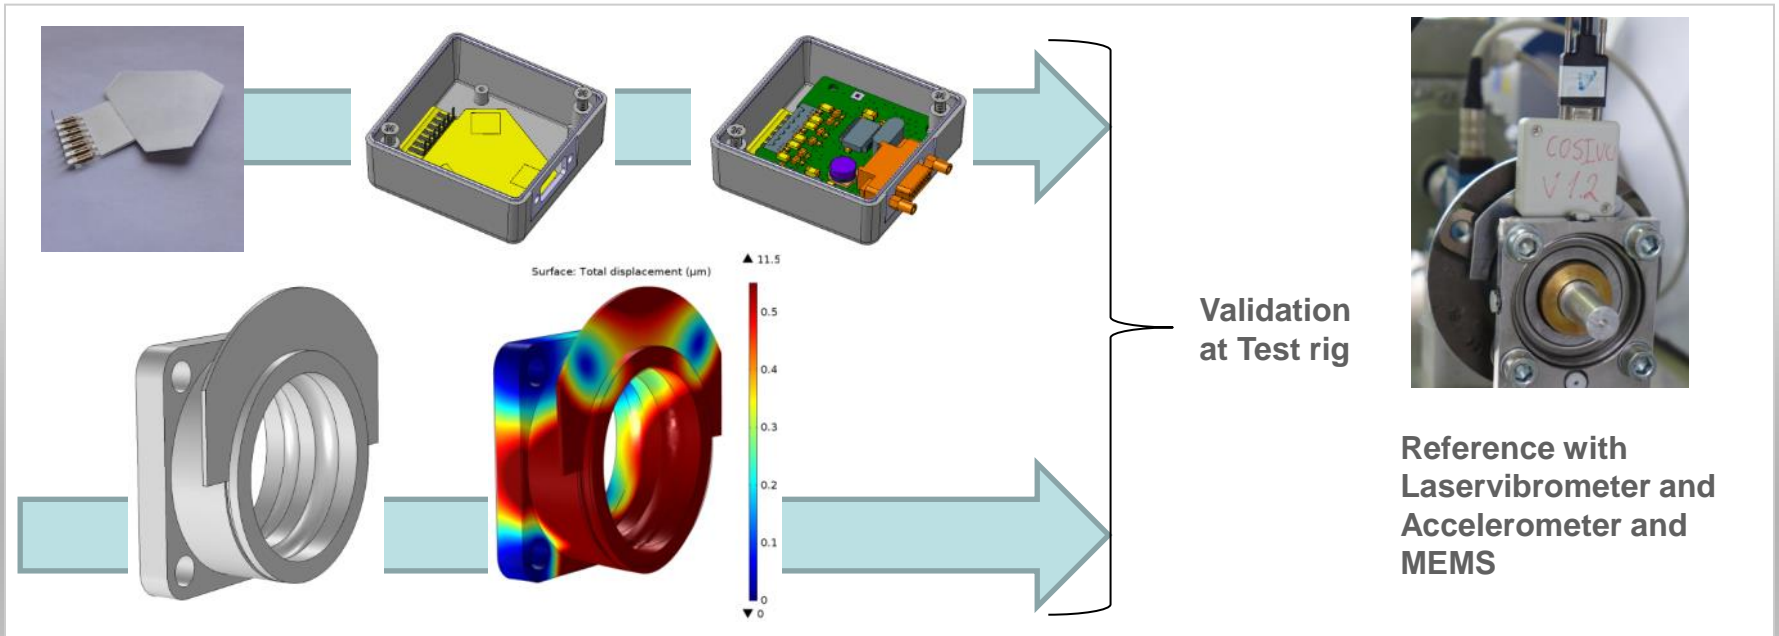 COSIVU
V 1.2
Surface: Total displacement (µm)
▲ 11.5
0.5
0.4
0.3
0.2
0.1
0
▼ 0
Validation
at Test rig
Reference with
Laservibrometer and
Accelerometer and
MEMS